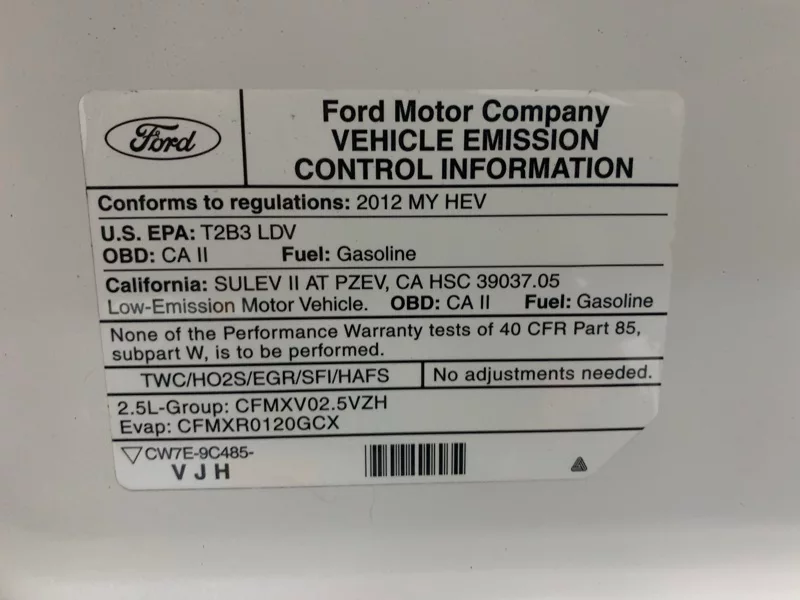 Ford
Ford Motor Company
VEHICLE EMISSION
CONTROL INFORMATION
Conforms to regulations: 2012 MY HEV
U.S. EPA: T2B3 LDV
OBD: CA II Fuel: Gasoline
California: SULEV II AT PZEV, CA HSC 39037.05
Low-Emission Motor Vehicle. OBD: CA II Fuel: Gasoline
None of the Performance Warranty tests of 40 CFR Part 85,
subpart W, is to be performed.
TWC/HO2S/EGR/SFI/HAFS No adjustments needed.
2.5L-Group: CFMXV02.5VZH
Evap: CFMXR0120GCX
CW7E-9C485-
V J H